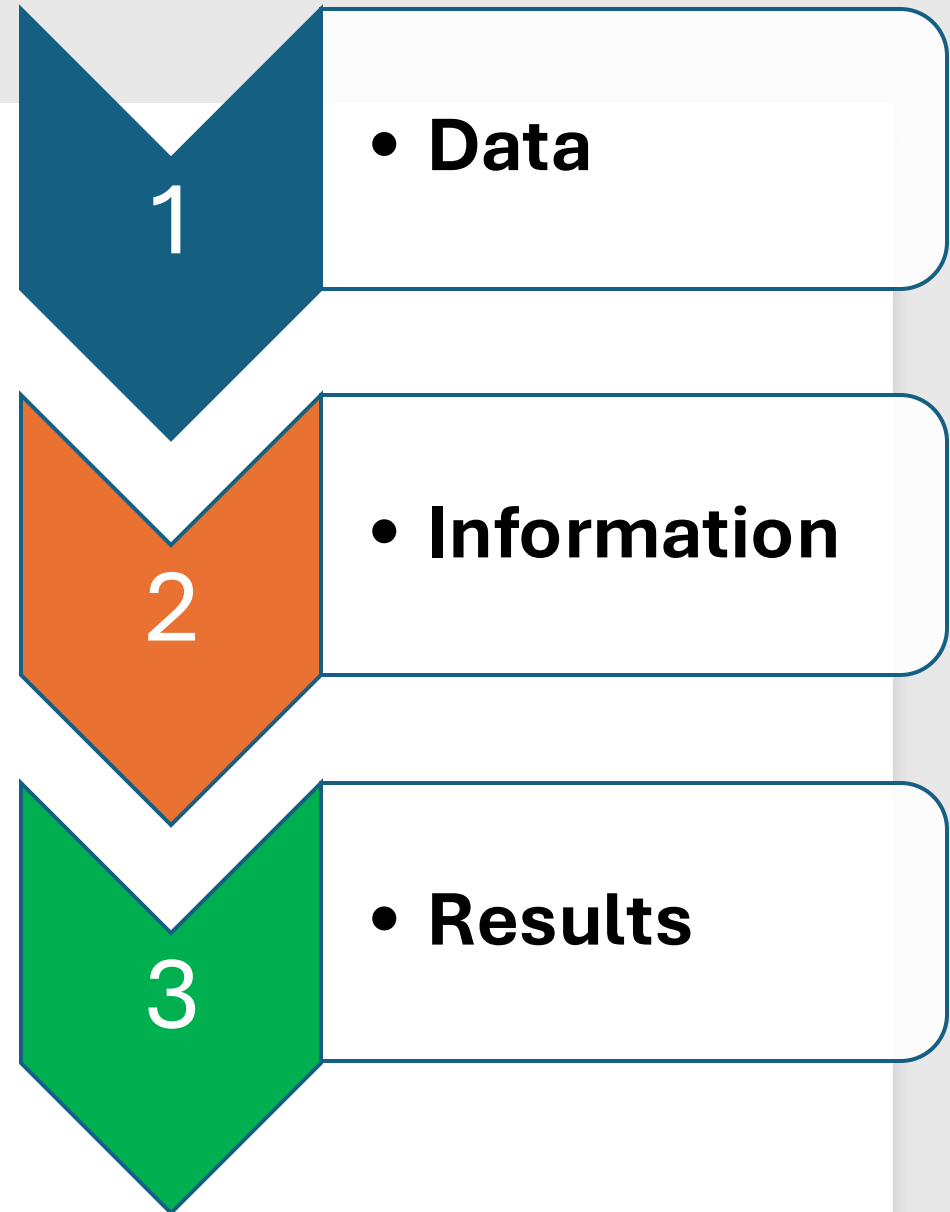 1
• Data
2
• Information
3
• Results